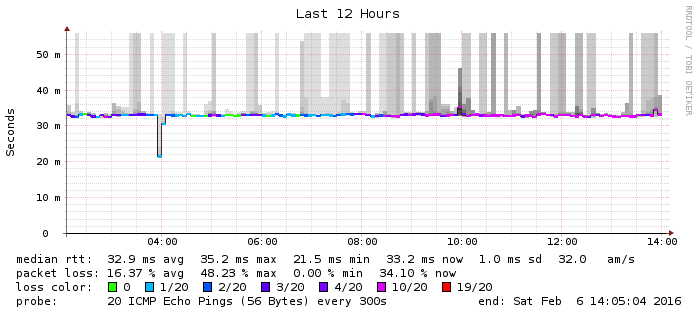 Last 12 Hours
RRDTOOL / TOBI OETIKER
Seconds
50 m
40 m
30 m
20 m
10 m
0
04:00 06:00 08:00 10:00 12:00 14:00
median rtt: 32.9 ms avg 35.2 ms max 21.5 ms min 33.2 ms now 1.0 ms sd 32.0 am/s
packet loss: 16.37 % avg 48.23 % max 0.00 % min 34.10 % now
loss color: 0 1/20 2/20 3/20 4/20 10/20 19/20
probe: 20 ICMP Echo Pings (56 Bytes) every 300s end: Sat Feb 6 14:05:04 2016